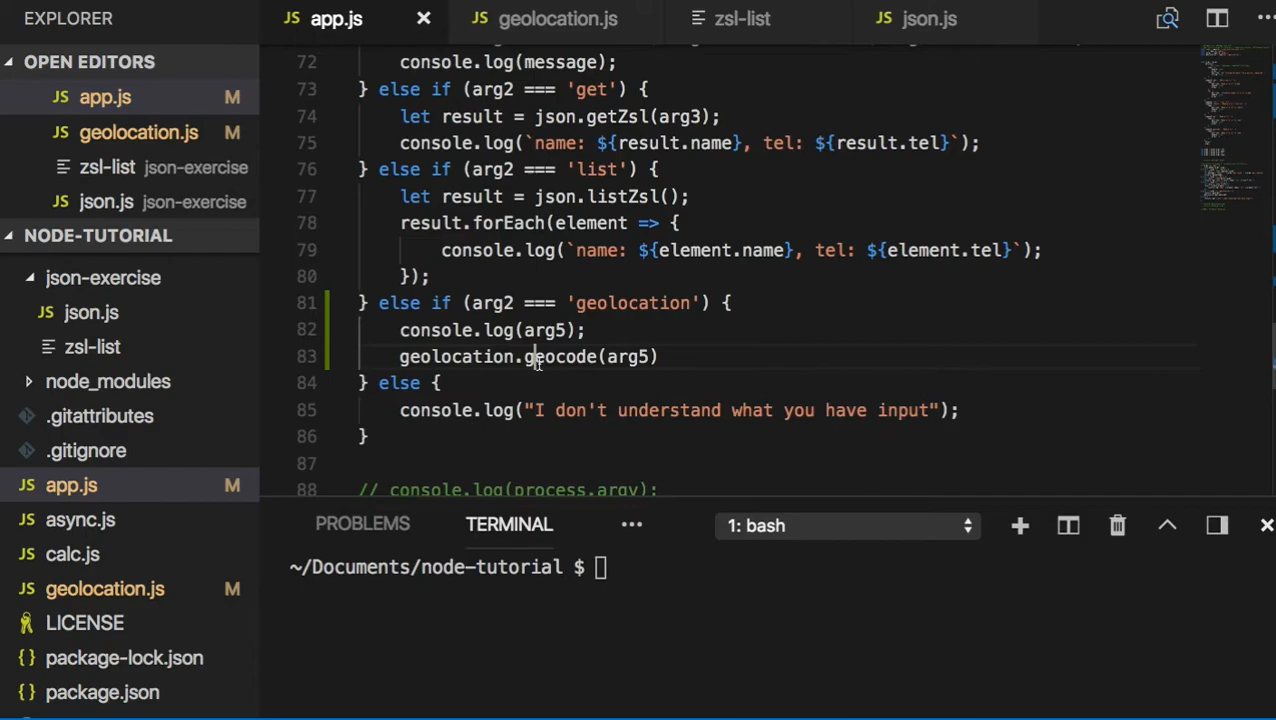 EXPLORER
app.js
geolocation.js
zsl-list
json.js
OPEN EDITORS
app.js M
geolocation.js M
zsl-list json-exercise
json.js json-exercise
NODE-TUTORIAL
json-exercise
JS json.js
zsl-list
node_modules
.gitattributes
.gitignore
JS app.js M
JS async.js
JS calc.js
JS geolocation.js M
LICENSE
{} package-lock.json
{} package.json
72 console.log(message);
73 } else if (arg2 === 'get') {
74 let result = json.getZsl(arg3);
75 console.log(`name: ${result.name}, tel: ${result.tel}`);
76 } else if (arg2 === 'list') {
77 let result = json.listZsl();
78 result.forEach(element => {
79 console.log(`name: ${element.name}, tel: ${element.tel}`);
80 });
81 } else if (arg2 === 'geolocation') {
82 console.log(arg5);
83 geolocation.geocode(arg5)
84 } else {
85 console.log("I don't understand what you have input");
86 }
87
88 // console.log(process.argv);
PROBLEMS TERMINAL ••• 1: bash
~/Documents/node-tutorial $